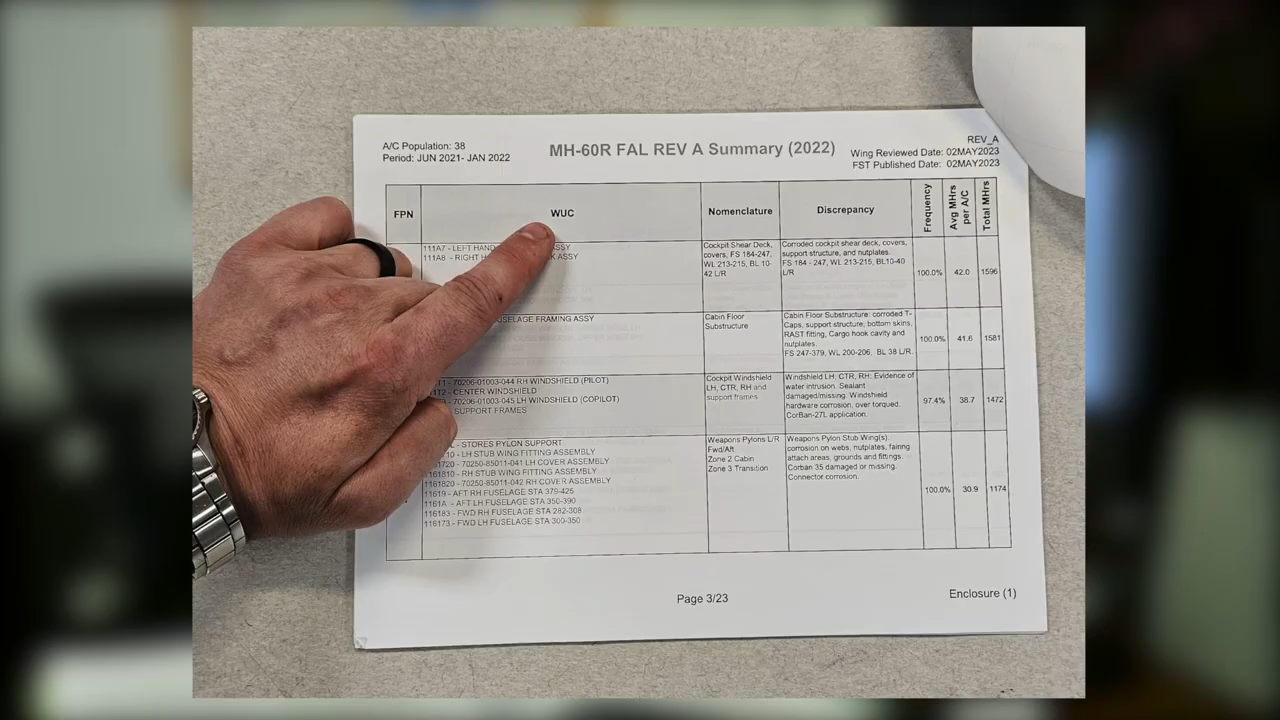 A/C Population: 38
Period: JUN 2021- JAN 2022
MH-60R FAL REV A Summary (2022)
REV_A
Wing Reviewed Date: 02MAY2023
FST Published Date: 02MAY2023
FPN
WUC
Nomenclature
Discrepancy
Frequency
Avg MHrs
per A/C
Total MHrs
111A7 - LEFT HAND ASSY
111A8 - RIGHT ASSY
Cockpit Shear Deck,
covers, FS 184-247,
WL 213-215, BL 10-
42 L/R
Corroded cockpit shear deck, covers,
support structure, and nutplates.
FS 184 - 247, WL 213-215, BL10-40
L/R
100.0%
42.0
1596
FRAMING ASSY
Cabin Floor
Substructure
Cabin Floor Substructure: corroded T-
Caps, support structure, bottom skins,
RAST fitting, Cargo hook cavity and
nutplates.
FS 247-379, WL 200-206, BL 38 L/R.
100.0%
41.6
1581
- 70206-01003-044 RH WINDSHIELD (PILOT)
- CENTER WINDSHIELD
- 70206-01003-045 LH WINDSHIELD (COPILOT)
SUPPORT FRAMES
Cockpit Windshield
LH, CTR, RH and
support frames
Windshield LH, CTR, RH: Evidence of
water intrusion. Sealant
damaged/missing. Windshield
hardware corrosion, over torqued.
CorBan-27L application.
97.4%
38.7
1472
- STORES PYLON SUPPORT
- LH STUB WING FITTING ASSEMBLY
- 70250-85011-041 LH COVER ASSEMBLY
1161810 - RH STUB WING FITTING ASSEMBLY
1161820 - 70250-85011-042 RH COVER ASSEMBLY
11619 - AFT RH FUSELAGE STA 379-425
1161A - AFT LH FUSELAGE STA 350-390
116183 - FWD RH FUSELAGE STA 282-308
116173 - FWD LH FUSELAGE STA 300-350
Weapons Pylons L/R
Fwd/Aft
Zone 2 Cabin
Zone 3 Transition
Weapons Pylon Stub Wing(s):
corrosion on webs, nutplates, fairing
attach areas, grounds and fittings.
Corban 35 damaged or missing.
Connector corrosion.
100.0%
30.9
1174
Page 3/23
Enclosure (1)